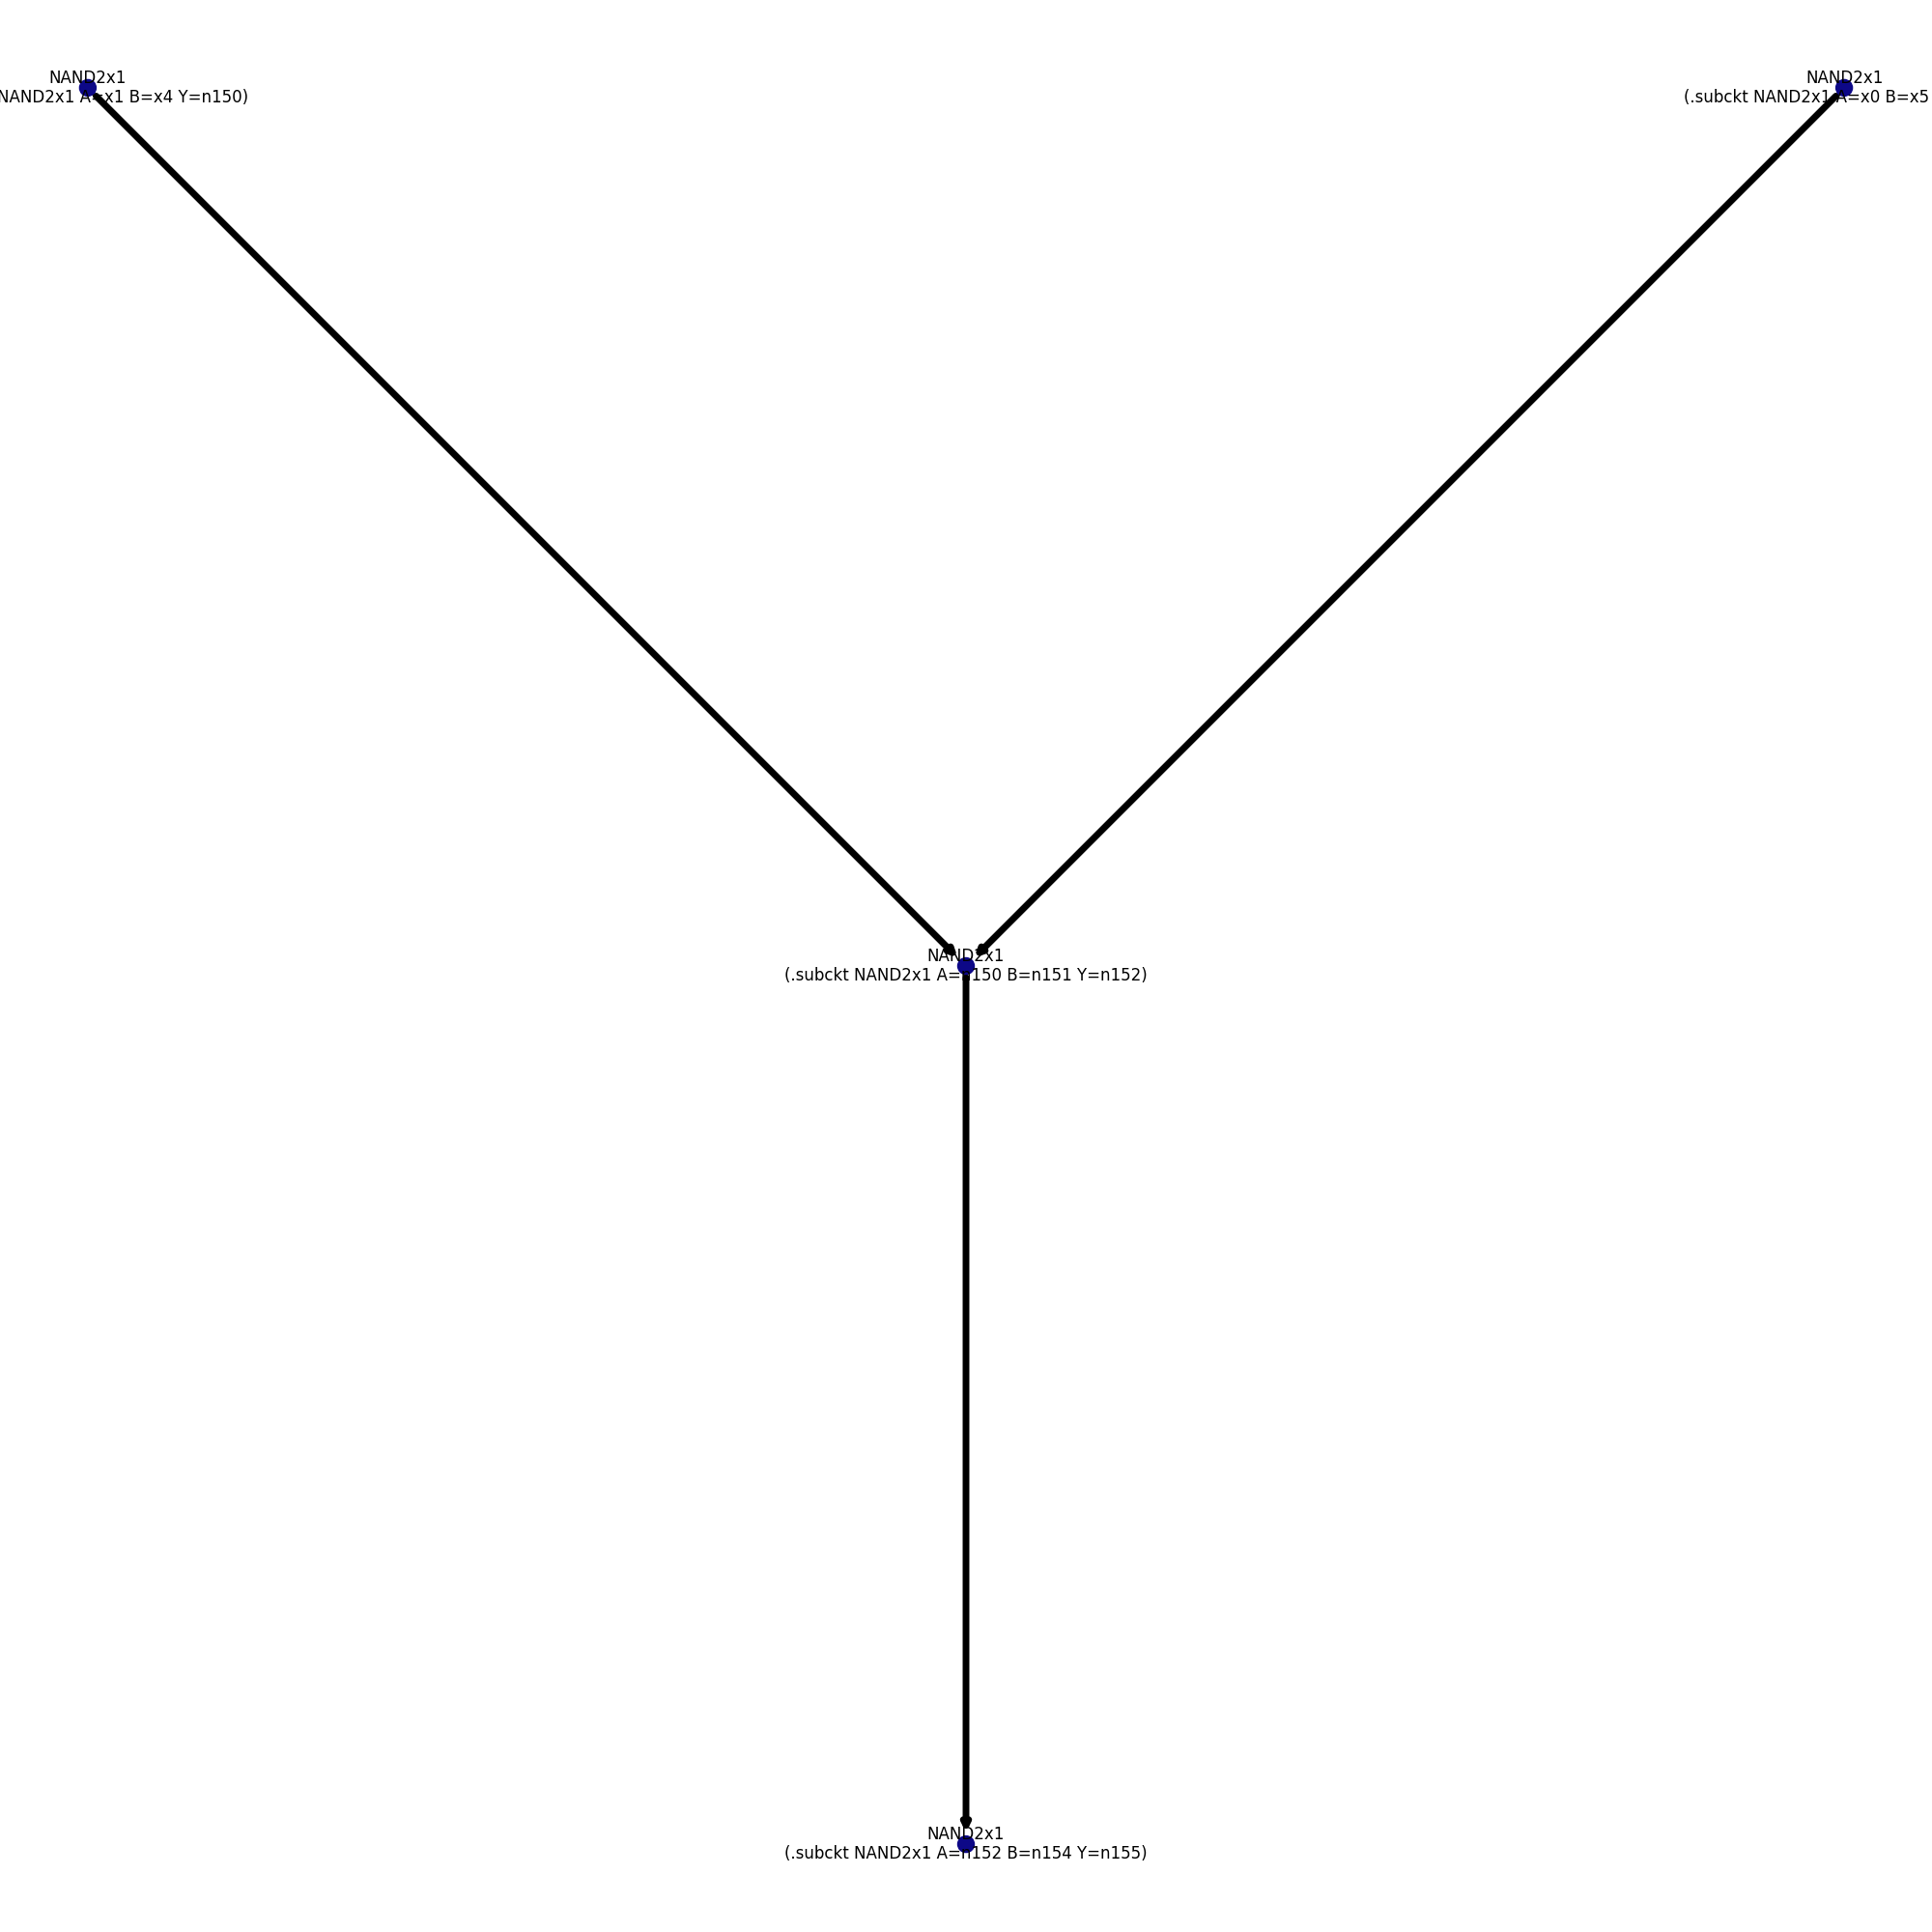 NAND2x1
NAND2x1 A=x1 B=x4 Y=n150)
NAND2x1
(.subckt NAND2x1 A=x0 B=x5
NAND2x1
(.subckt NAND2x1 A=n150 B=n151 Y=n152)
NAND2x1
(.subckt NAND2x1 A=n152 B=n154 Y=n155)